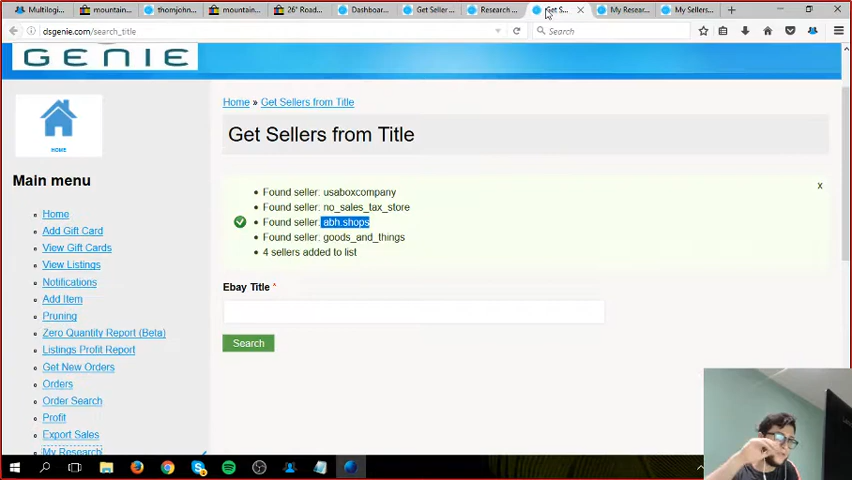 Multilogi...
mountain...
thomjohn...
mountain...
26" Road...
Dashboar...
Get Seller ...
Research ...
Get S...
My Resear...
My Sellers...
dsgenie.com/search_title
Search
GENIE
HOME
Main menu
Home
Add Gift Card
View Gift Cards
View Listings
Notifications
Add Item
Pruning
Zero Quantity Report (Beta)
Listings Profit Report
Get New Orders
Orders
Order Search
Profit
Export Sales
My Research
Home » Get Sellers from Title
Get Sellers from Title
x
Found seller: usaboxcompany
Found seller: no_sales_tax_store
Found seller: abh.shops
Found seller: goods_and_things
4 sellers added to list
Ebay Title *
Search